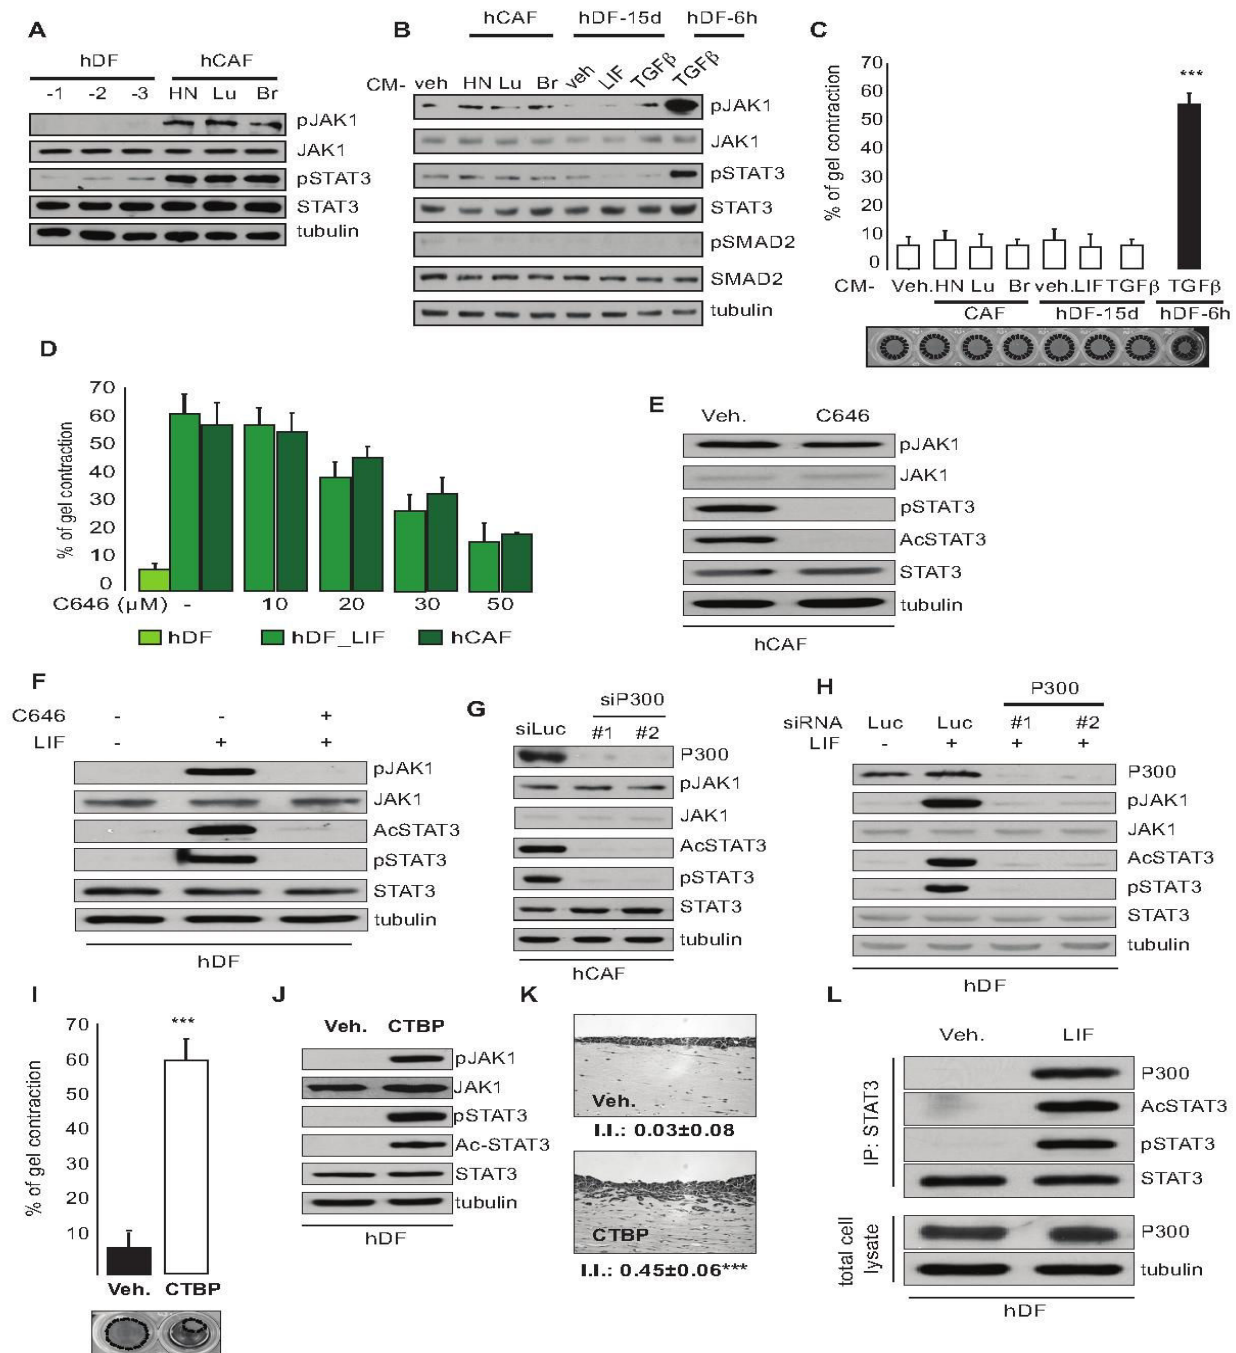 A
hDF hCAF
-1 -2 -3 HN Lu Br
pJAK1
JAK1
pSTAT3
STAT3
tubulin
B
hCAF hDF-15d hDF-6h
CM- veh HN Lu Br veh LIF TGFβ TGFβ
pJAK1
JAK1
pSTAT3
STAT3
pSMAD2
SMAD2
tubulin
C
% of gel contraction
70
60
50
40
30
20
10
0
***
CM- Veh. HN Lu Br veh. LIF TGFβ TGFβ
CAF hDF-15d hDF-6h
D
% of gel contraction
70
60
50
40
30
20
10
0
C646 (μM) - 10 20 30 50
hDF hDF_LIF hCAF
E
Veh. C646
pJAK1
JAK1
pSTAT3
AcSTAT3
STAT3
tubulin
hCAF
F
C646 - - +
LIF - + +
pJAK1
JAK1
AcSTAT3
pSTAT3
STAT3
tubulin
hDF
G
siP300
siLuc #1 #2
P300
pJAK1
JAK1
AcSTAT3
pSTAT3
STAT3
tubulin
hCAF
H
P300
siRNA Luc Luc #1 #2
LIF - + + +
P300
pJAK1
JAK1
AcSTAT3
pSTAT3
STAT3
tubulin
hDF
I
% of gel contraction
70
60
50
40
30
20
10
***
Veh. CTBP
J
Veh. CTBP
pJAK1
JAK1
pSTAT3
Ac-STAT3
STAT3
tubulin
hDF
K
Veh.
I.I.: 0.03±0.08
CTBP
I.I.: 0.45±0.06***
L
Veh. LIF
IP: STAT3
P300
AcSTAT3
pSTAT3
STAT3
total cell
lysate
P300
tubulin
hDF